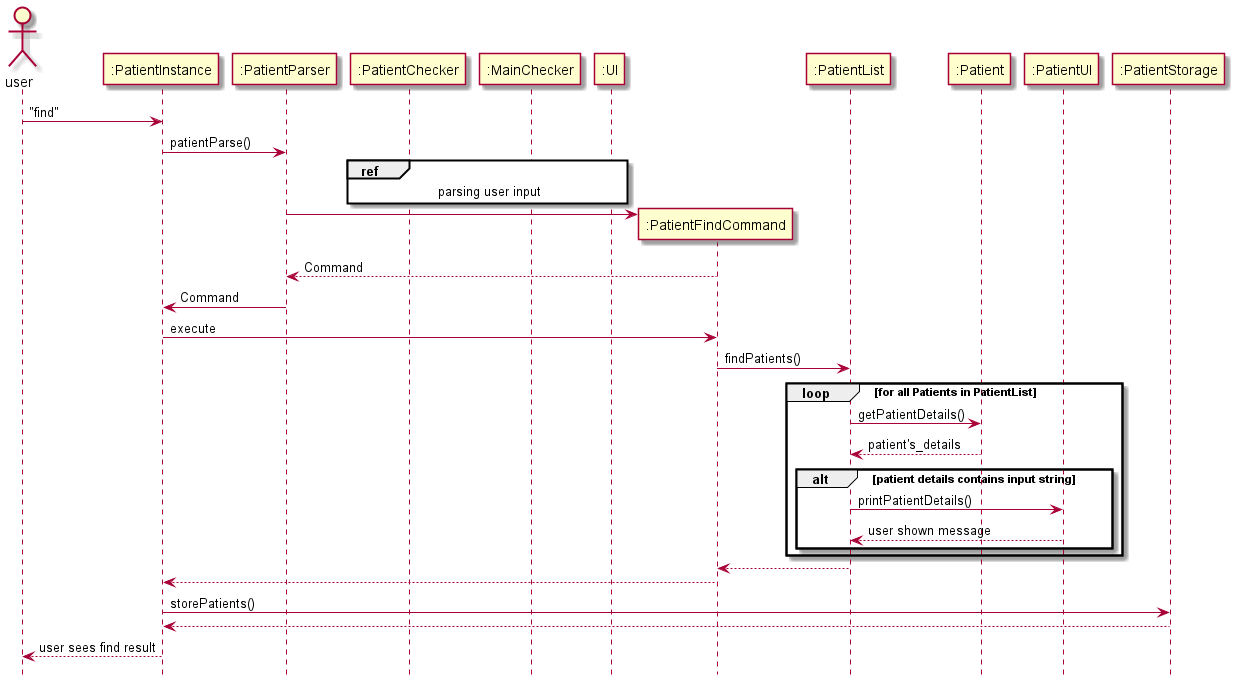 user
:PatientInstance
:PatientParser
:PatientChecker
:MainChecker
:UI
:PatientList
:Patient
:PatientUI
:PatientStorage
"find"
patientParse()
ref
parsing user input
:PatientFindCommand
Command
Command
execute
findPatients()
loop
[for all Patients in PatientList]
getPatientDetails()
patient's_details
alt
[patient details contains input string]
printPatientDetails()
user shown message
storePatients()
user sees find result